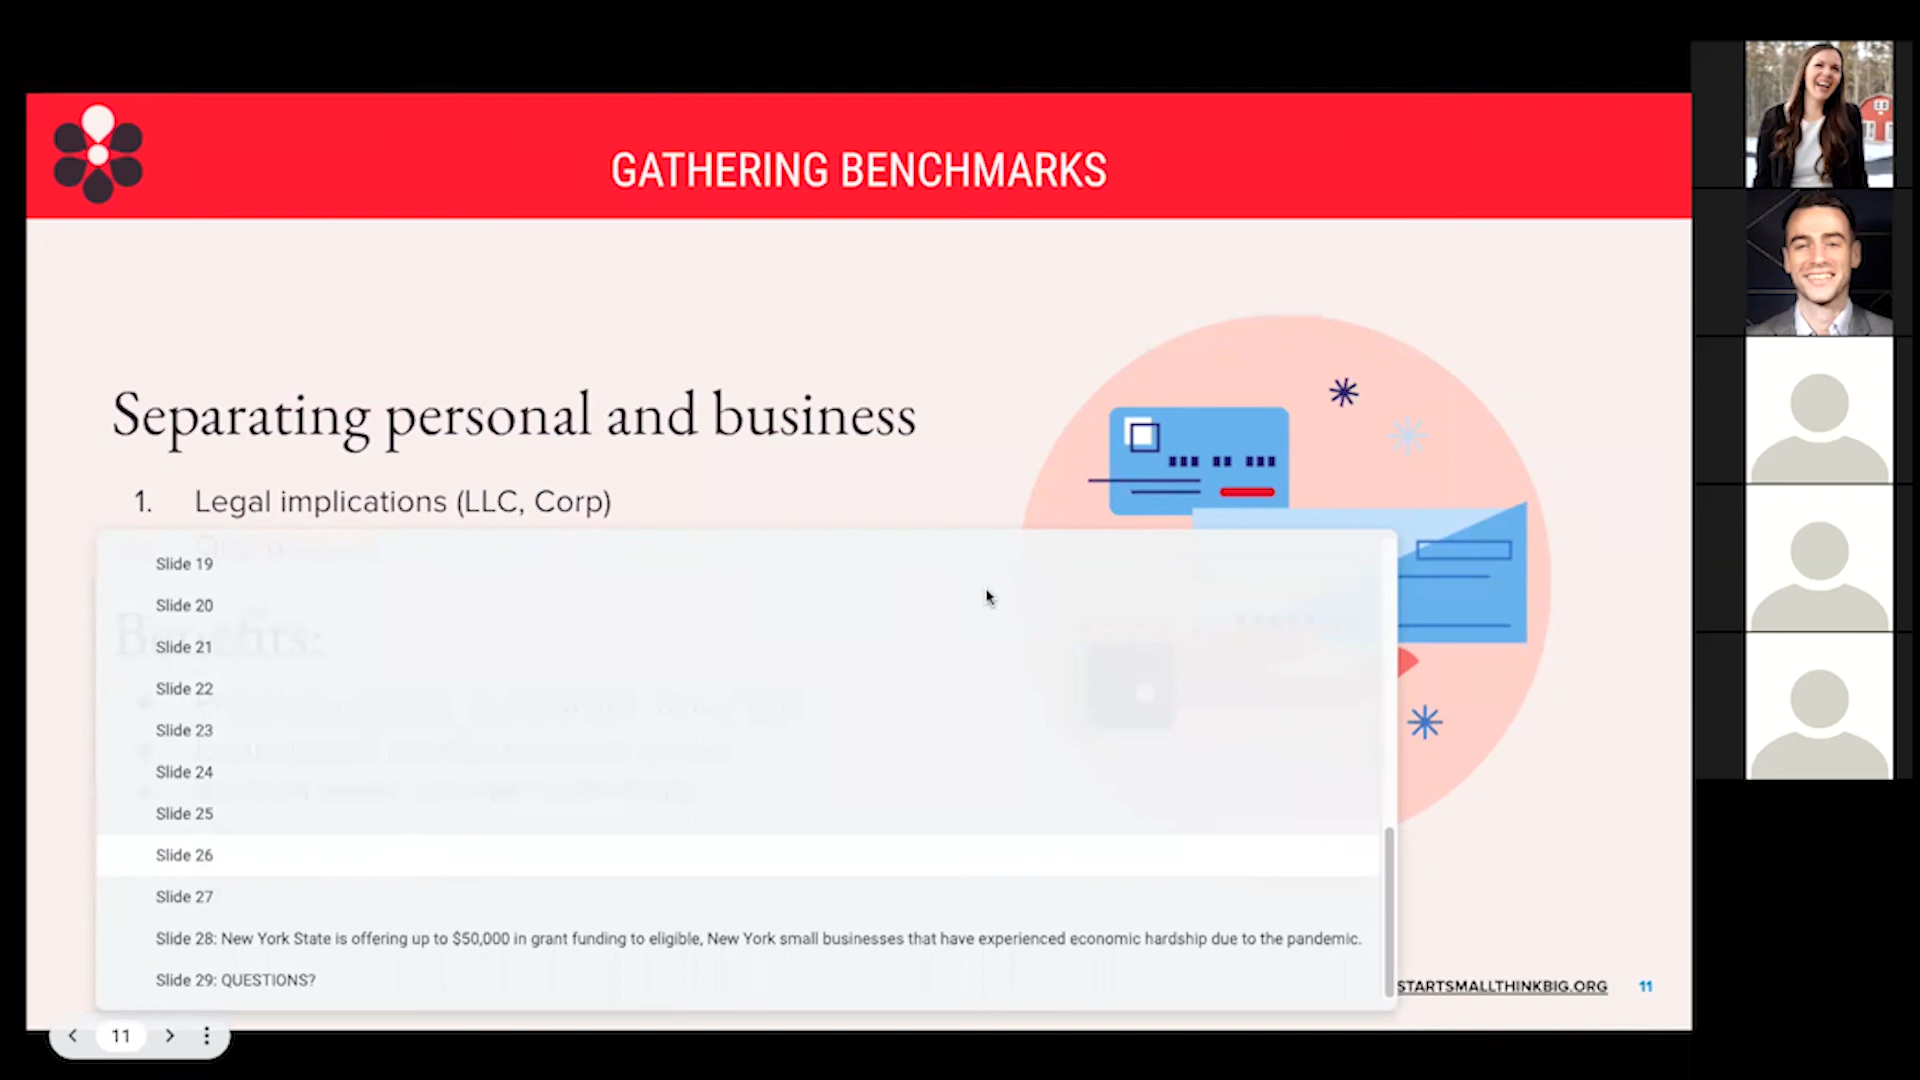 GATHERING BENCHMARKS
Separating personal and business
1. Legal implications (LLC, Corp)
Benefits:
Slide 19
Slide 20
Slide 21
Slide 22
Slide 23
Slide 24
Slide 25
Slide 26
Slide 27
Slide 28: New York State is offering up to $50,000 in grant funding to eligible, New York small businesses that have experienced economic hardship due to the pandemic.
Slide 29: QUESTIONS?
STARTSMALLTHINKBIG.ORG 11
11